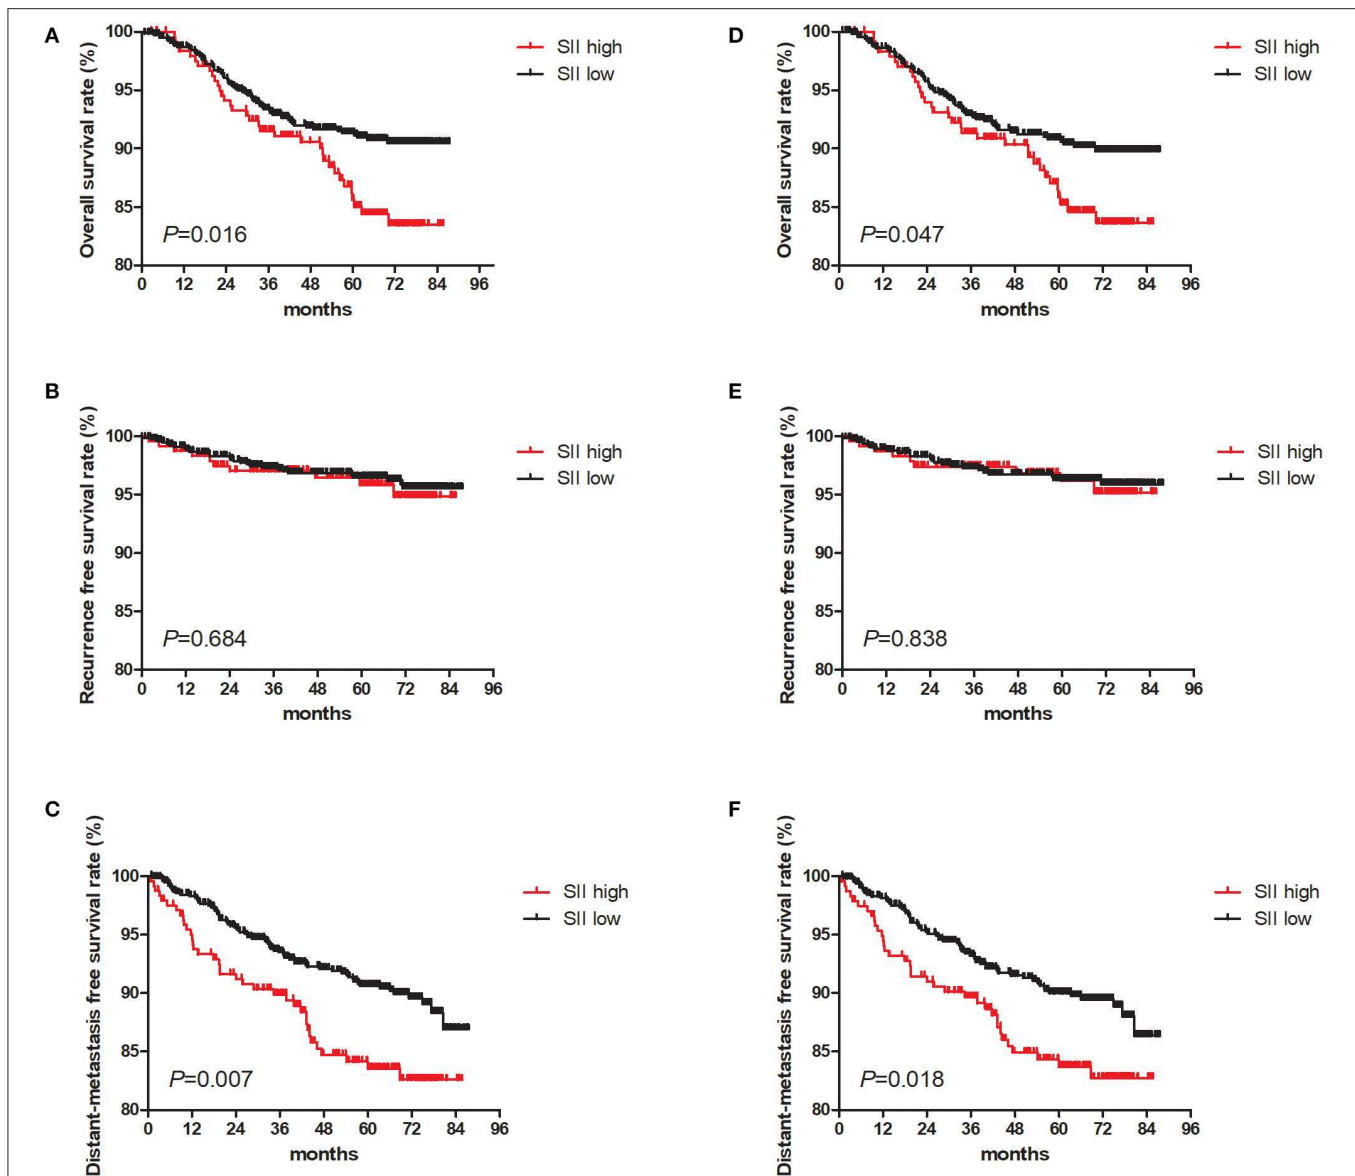 A
Overall survival rate (%)
100
95
90
85
80
SII high
SII low
P=0.016
0 12 24 36 48 60 72 84 96
months
D
Overall survival rate (%)
100
95
90
85
80
SII high
SII low
P=0.047
0 12 24 36 48 60 72 84 96
months
B
Recurrence free survival rate (%)
100
95
90
85
80
SII high
SII low
P=0.684
0 12 24 36 48 60 72 84 96
months
E
Recurrence free survival rate (%)
100
95
90
85
80
SII high
SII low
P=0.838
0 12 24 36 48 60 72 84 96
months
C
Distant-metastasis free survival rate (%)
100
95
90
85
80
SII high
SII low
P=0.007
0 12 24 36 48 60 72 84 96
months
F
Distant-metastasis free survival rate (%)
100
95
90
85
80
SII high
SII low
P=0.018
0 12 24 36 48 60 72 84 96
months